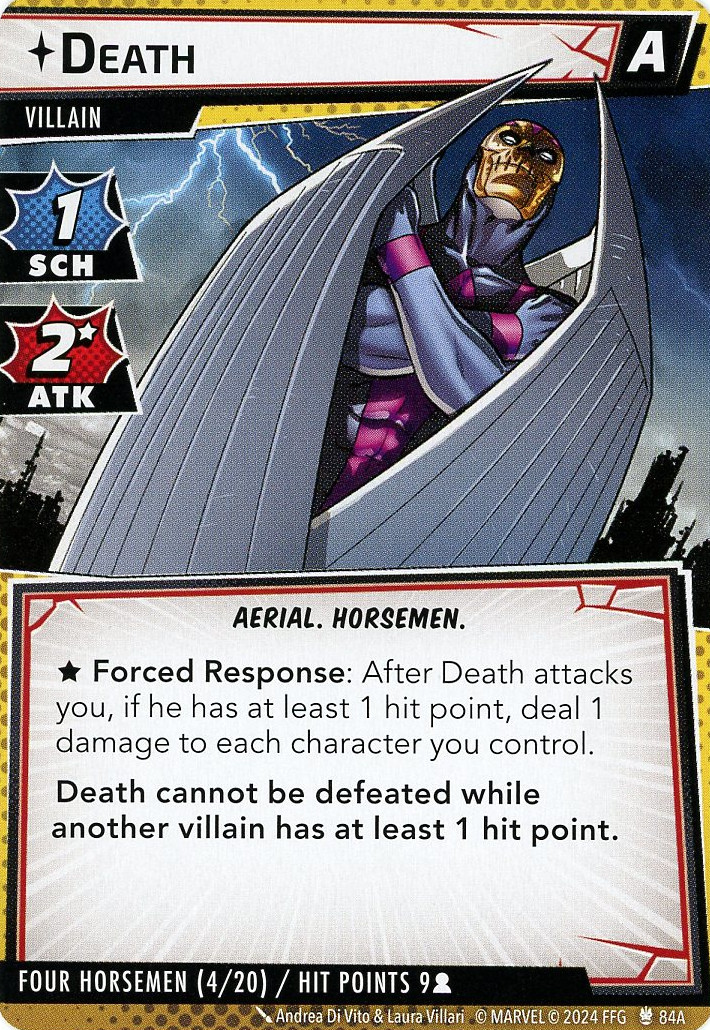 DEATH
A
VILLAIN
1
SCH
2★
ATK
AERIAL. HORSEMEN.
★ Forced Response: After Death attacks
you, if he has at least 1 hit point, deal 1
damage to each character you control.
Death cannot be defeated while
another villain has at least 1 hit point.
FOUR HORSEMEN (4/20) / HIT POINTS 9
Andrea Di Vito & Laura Villari © MARVEL © 2024 FFG 84A